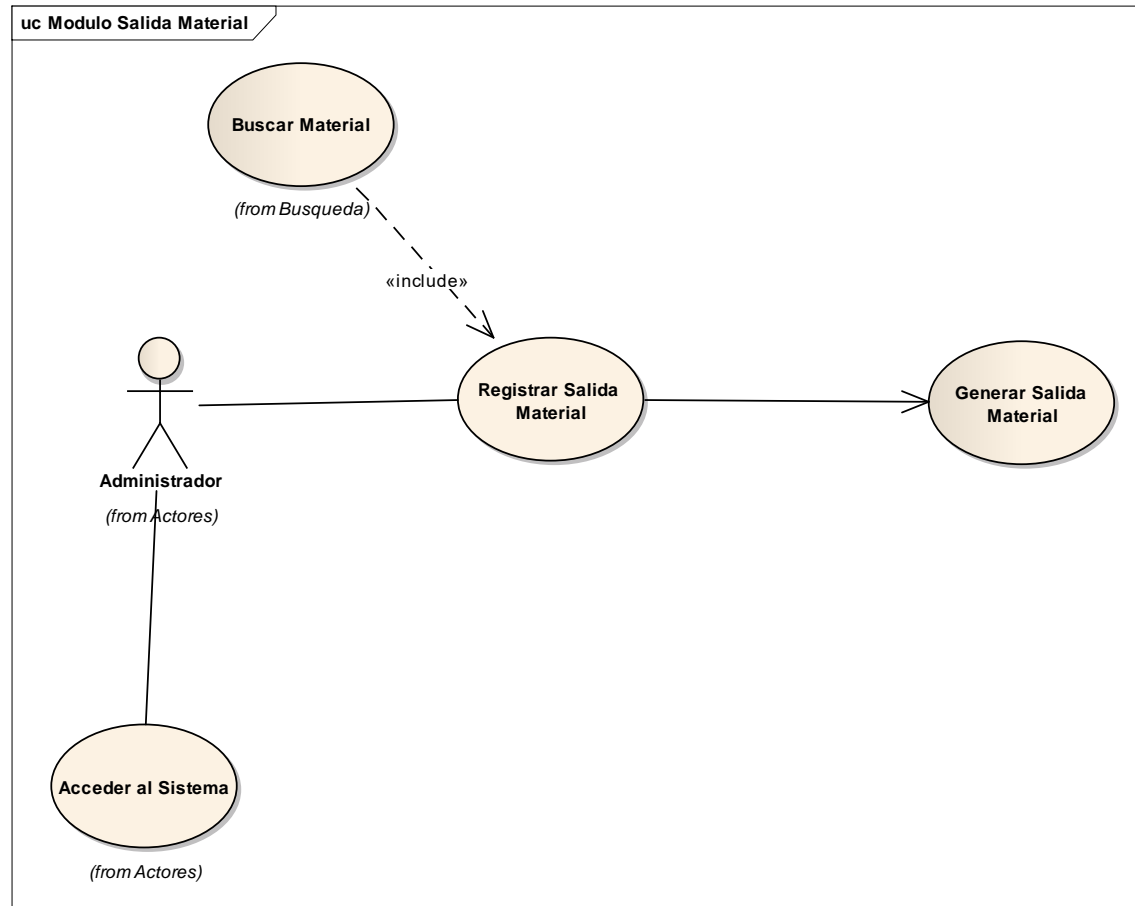 uc Modulo Salida Material
Buscar Material
(from Busqueda)
«include»
Registrar Salida
Material
Generar Salida
Material
Administrador
(from Actores)
Acceder al Sistema
(from Actores)